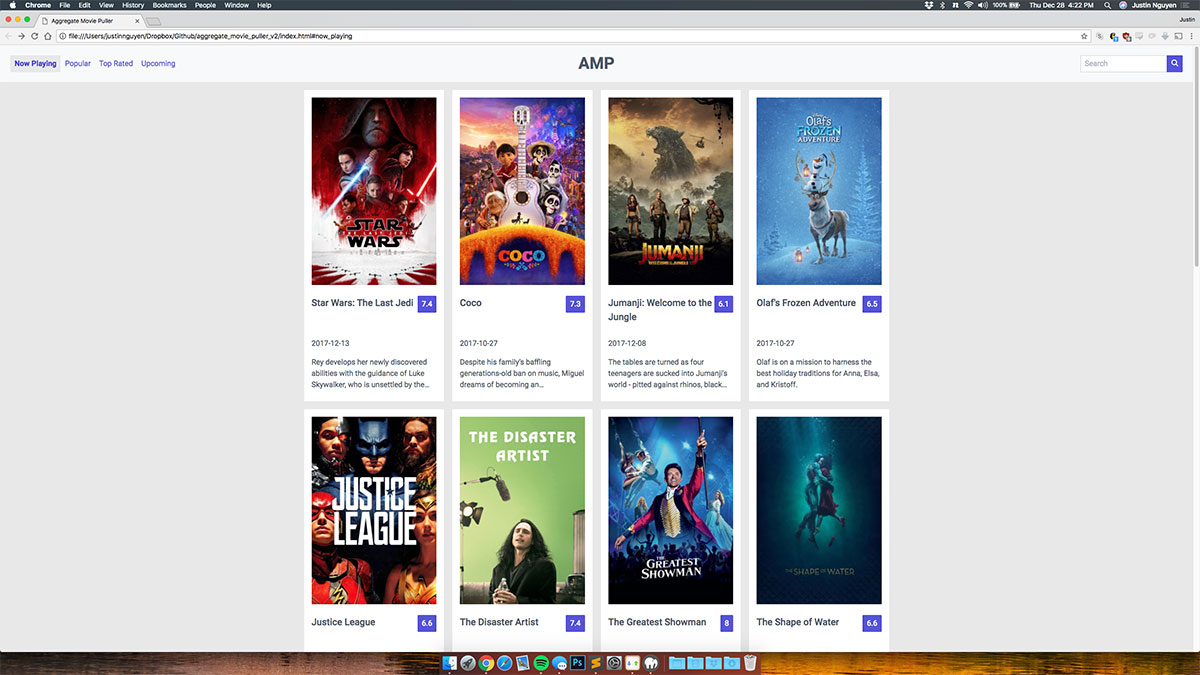 Chrome File Edit View History Bookmarks People Window Help 100% Thu Dec 28 4:22 PM Justin Nguyen
Aggregate Movie Puller Justin
file:///Users/justinnguyen/Dropbox/Github/aggregate_movie_puller_v2/index.html#now_playing
Now Playing Popular Top Rated Upcoming AMP Search
STAR
THE LAST JEDI
WARS
COCO
JUMANJI
WELCOME TO THE JUNGLE
Olaf's
FROZEN
ADVENTURE
Star Wars: The Last Jedi 7.4
2017-12-13
Rey develops her newly discovered
abilities with the guidance of Luke
Skywalker, who is unsettled by the...
Coco 7.3
2017-10-27
Despite his family's baffling
generations-old ban on music, Miguel
dreams of becoming an...
Jumanji: Welcome to the 6.1
Jungle
2017-12-08
The tables are turned as four
teenagers are sucked into Jumanji's
world - pitted against rhinos, black...
Olaf's Frozen Adventure 6.5
2017-10-27
Olaf is on a mission to harness the
best holiday traditions for Anna, Elsa,
and Kristoff.
JUSTICE
LEAGUE
THE DISASTER
ARTIST
THE
GREATEST
SHOWMAN
THE SHAPE OF WATER
Justice League 6.6
The Disaster Artist 7.4
The Greatest Showman 8
The Shape of Water 6.6
Ps